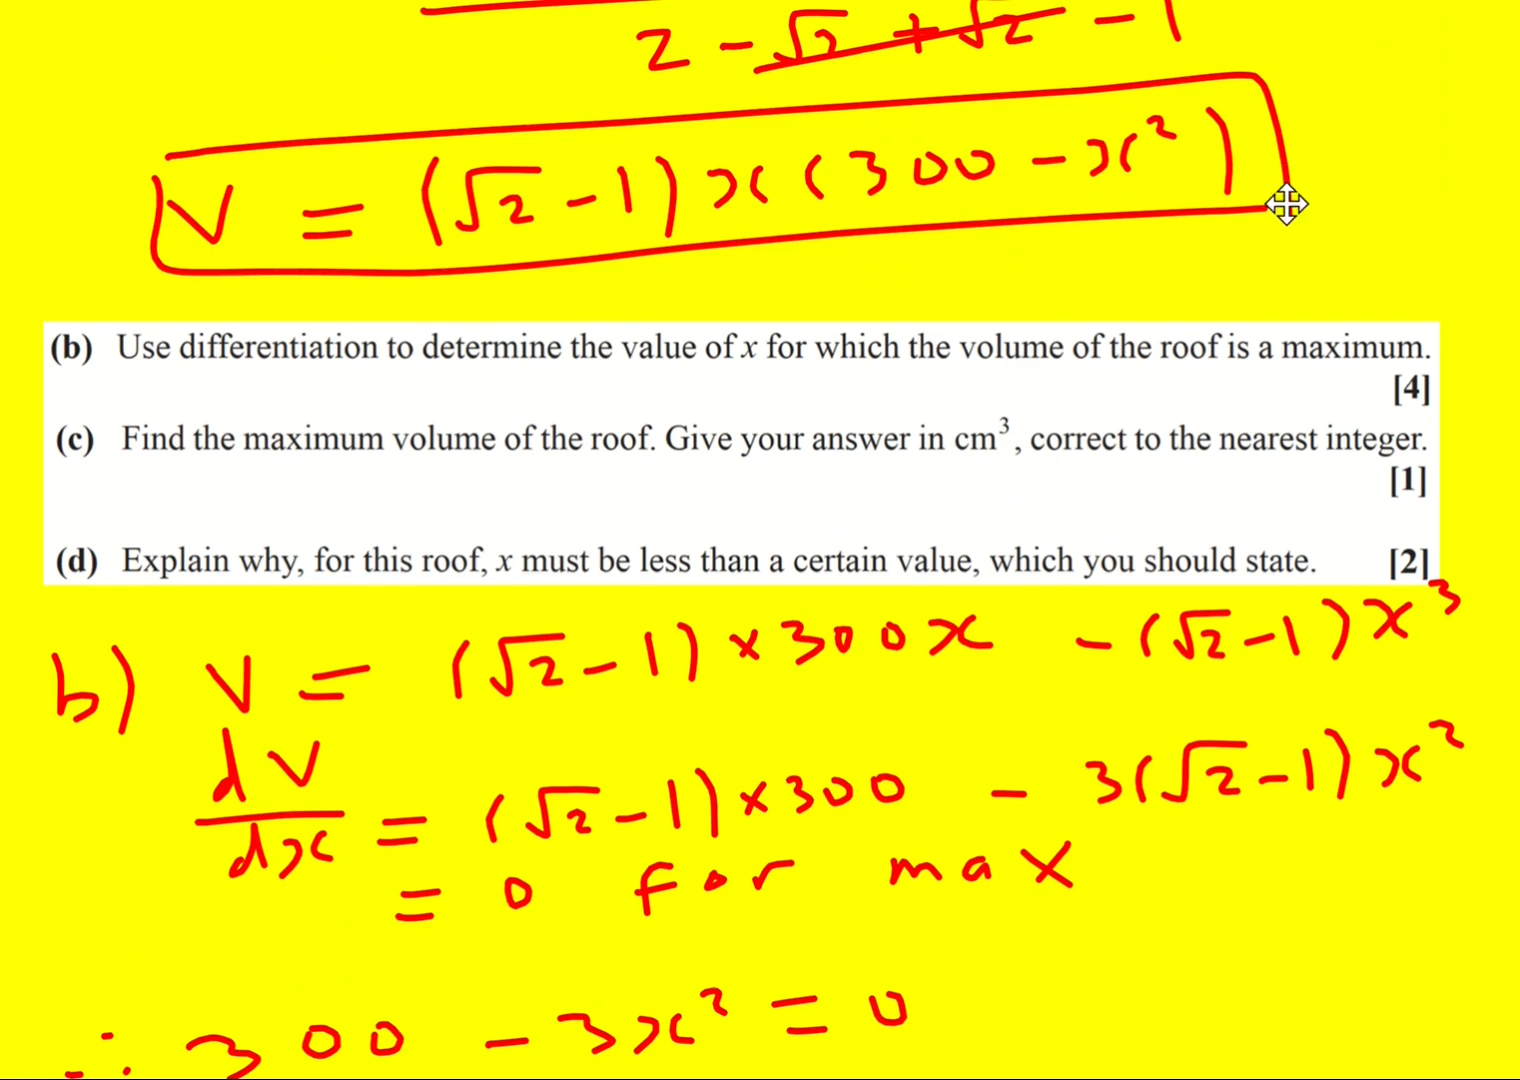 2 - √2 + √2 - 1
V = (√2 - 1) x (300 - x²)
(b) Use differentiation to determine the value of x for which the volume of the roof is a maximum.
[4]
(c) Find the maximum volume of the roof. Give your answer in cm³, correct to the nearest integer.
[1]
(d) Explain why, for this roof, x must be less than a certain value, which you should state. [2]
b) V = (√2 - 1) × 300x - (√2 - 1) x³
dV/dx = (√2 - 1) × 300 - 3(√2 - 1) x²
= 0 for max
∴ 300 - 3x² = 0